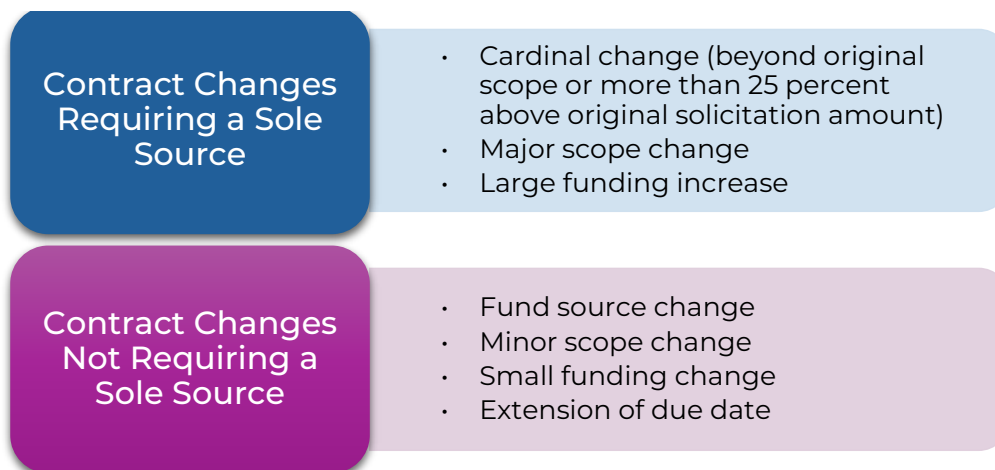 Contract Changes
Requiring a Sole
Source
· Cardinal change (beyond original
scope or more than 25 percent
above original solicitation amount)
· Major scope change
· Large funding increase
Contract Changes
Not Requiring a
Sole Source
· Fund source change
· Minor scope change
· Small funding change
· Extension of due date